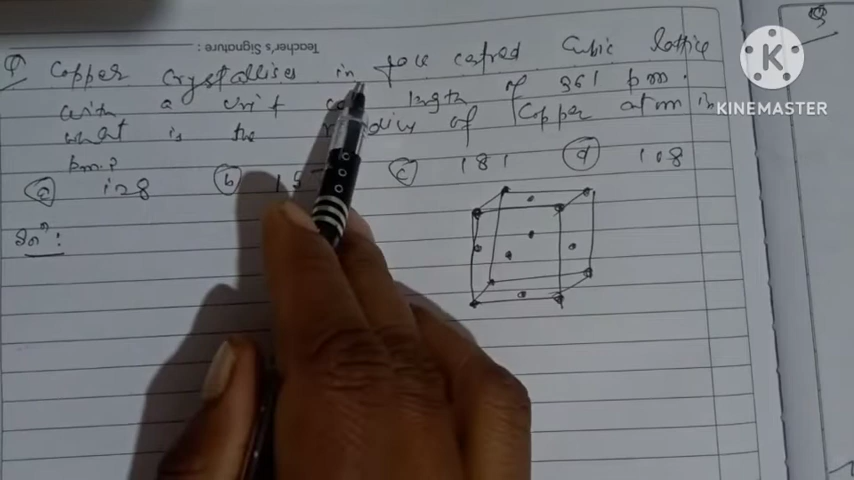 Teacher's Signature:
Q Copper crystallises in face centred cubic lattice
with a unit length of 361 pm.
what is the radius of copper atom in
pm.?
(a) 128 (b) (c) 181 (d) 108
Soln:
K
KINEMASTER